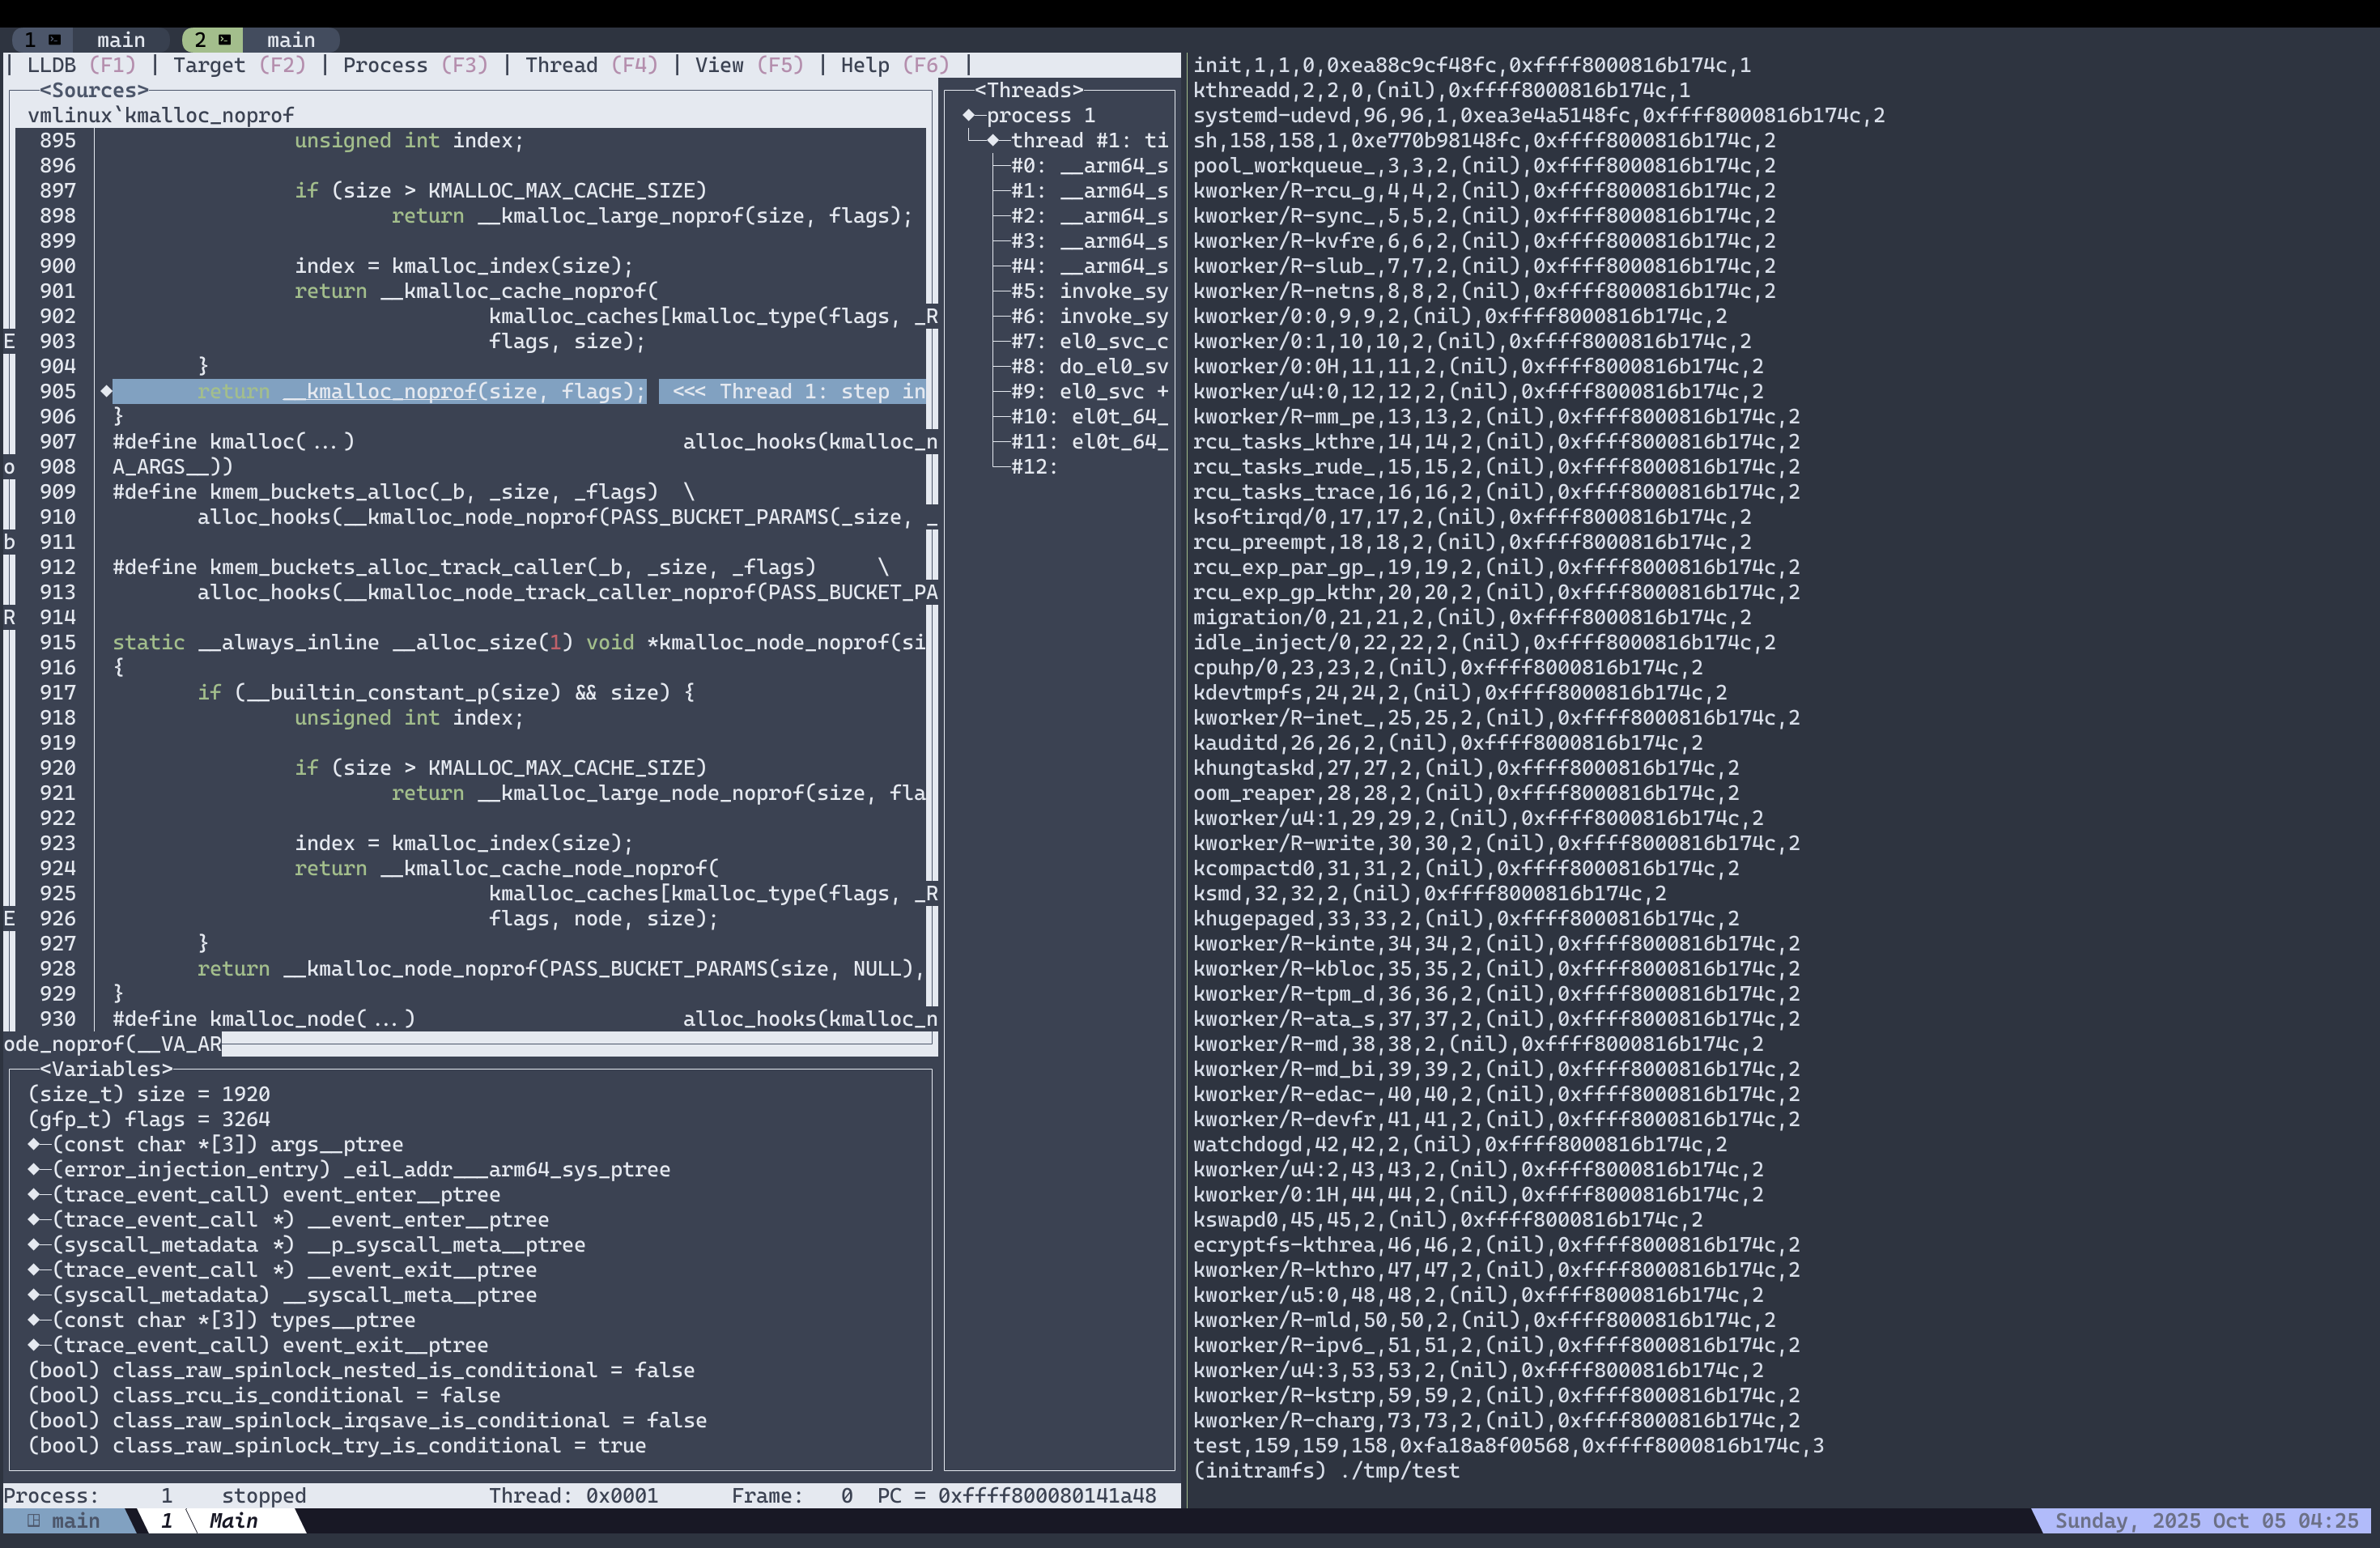 1 main 2 main
| LLDB (F1) | Target (F2) | Process (F3) | Thread (F4) | View (F5) | Help (F6) |
<Sources>
vmlinux`kmalloc_noprof
895 unsigned int index;
896
897 if (size > KMALLOC_MAX_CACHE_SIZE)
898 return __kmalloc_large_noprof(size, flags);
899
900 index = kmalloc_index(size);
901 return __kmalloc_cache_noprof(
902 kmalloc_caches[kmalloc_type(flags, _R
E 903 flags, size);
904 }
905 ◆ return __kmalloc_noprof(size, flags); <<< Thread 1: step in
906 }
907 #define kmalloc(...) alloc_hooks(kmalloc_n
o 908 A_ARGS__))
909 #define kmem_buckets_alloc(_b, _size, _flags) \
910 alloc_hooks(__kmalloc_node_noprof(PASS_BUCKET_PARAMS(_size, _
b 911
912 #define kmem_buckets_alloc_track_caller(_b, _size, _flags) \
913 alloc_hooks(__kmalloc_node_track_caller_noprof(PASS_BUCKET_PA
R 914
915 static __always_inline __alloc_size(1) void *kmalloc_node_noprof(si
916 {
917 if (__builtin_constant_p(size) && size) {
918 unsigned int index;
919
920 if (size > KMALLOC_MAX_CACHE_SIZE)
921 return __kmalloc_large_node_noprof(size, fla
922
923 index = kmalloc_index(size);
924 return __kmalloc_cache_node_noprof(
925 kmalloc_caches[kmalloc_type(flags, _R
E 926 flags, node, size);
927 }
928 return __kmalloc_node_noprof(PASS_BUCKET_PARAMS(size, NULL),
929 }
930 #define kmalloc_node(...) alloc_hooks(kmalloc_n
ode_noprof(__VA_AR
<Variables>
(size_t) size = 1920
(gfp_t) flags = 3264
◆─(const char *[3]) args__ptree
◆─(error_injection_entry) _eil_addr___arm64_sys_ptree
◆─(trace_event_call) event_enter__ptree
◆─(trace_event_call *) __event_enter__ptree
◆─(syscall_metadata *) __p_syscall_meta__ptree
◆─(trace_event_call *) __event_exit__ptree
◆─(syscall_metadata) __syscall_meta__ptree
◆─(const char *[3]) types__ptree
◆─(trace_event_call) event_exit__ptree
(bool) class_raw_spinlock_nested_is_conditional = false
(bool) class_rcu_is_conditional = false
(bool) class_raw_spinlock_irqsave_is_conditional = false
(bool) class_raw_spinlock_try_is_conditional = true
<Threads>
◆─process 1
◆─thread #1: ti
#0: __arm64_s
#1: __arm64_s
#2: __arm64_s
#3: __arm64_s
#4: __arm64_s
#5: invoke_sy
#6: invoke_sy
#7: el0_svc_c
#8: do_el0_sv
#9: el0_svc +
#10: el0t_64_
#11: el0t_64_
#12:
Process: 1 stopped Thread: 0x0001 Frame: 0 PC = 0xffff800080141a48
init,1,1,0,0xea88c9cf48fc,0xffff8000816b174c,1
kthreadd,2,2,0,(nil),0xffff8000816b174c,1
systemd-udevd,96,96,1,0xea3e4a5148fc,0xffff8000816b174c,2
sh,158,158,1,0xe770b98148fc,0xffff8000816b174c,2
pool_workqueue_,3,3,2,(nil),0xffff8000816b174c,2
kworker/R-rcu_g,4,4,2,(nil),0xffff8000816b174c,2
kworker/R-sync_,5,5,2,(nil),0xffff8000816b174c,2
kworker/R-kvfre,6,6,2,(nil),0xffff8000816b174c,2
kworker/R-slub_,7,7,2,(nil),0xffff8000816b174c,2
kworker/R-netns,8,8,2,(nil),0xffff8000816b174c,2
kworker/0:0,9,9,2,(nil),0xffff8000816b174c,2
kworker/0:1,10,10,2,(nil),0xffff8000816b174c,2
kworker/0:0H,11,11,2,(nil),0xffff8000816b174c,2
kworker/u4:0,12,12,2,(nil),0xffff8000816b174c,2
kworker/R-mm_pe,13,13,2,(nil),0xffff8000816b174c,2
rcu_tasks_kthre,14,14,2,(nil),0xffff8000816b174c,2
rcu_tasks_rude_,15,15,2,(nil),0xffff8000816b174c,2
rcu_tasks_trace,16,16,2,(nil),0xffff8000816b174c,2
ksoftirqd/0,17,17,2,(nil),0xffff8000816b174c,2
rcu_preempt,18,18,2,(nil),0xffff8000816b174c,2
rcu_exp_par_gp_,19,19,2,(nil),0xffff8000816b174c,2
rcu_exp_gp_kthr,20,20,2,(nil),0xffff8000816b174c,2
migration/0,21,21,2,(nil),0xffff8000816b174c,2
idle_inject/0,22,22,2,(nil),0xffff8000816b174c,2
cpuhp/0,23,23,2,(nil),0xffff8000816b174c,2
kdevtmpfs,24,24,2,(nil),0xffff8000816b174c,2
kworker/R-inet_,25,25,2,(nil),0xffff8000816b174c,2
kauditd,26,26,2,(nil),0xffff8000816b174c,2
khungtaskd,27,27,2,(nil),0xffff8000816b174c,2
oom_reaper,28,28,2,(nil),0xffff8000816b174c,2
kworker/u4:1,29,29,2,(nil),0xffff8000816b174c,2
kworker/R-write,30,30,2,(nil),0xffff8000816b174c,2
kcompactd0,31,31,2,(nil),0xffff8000816b174c,2
ksmd,32,32,2,(nil),0xffff8000816b174c,2
khugepaged,33,33,2,(nil),0xffff8000816b174c,2
kworker/R-kinte,34,34,2,(nil),0xffff8000816b174c,2
kworker/R-kbloc,35,35,2,(nil),0xffff8000816b174c,2
kworker/R-tpm_d,36,36,2,(nil),0xffff8000816b174c,2
kworker/R-ata_s,37,37,2,(nil),0xffff8000816b174c,2
kworker/R-md,38,38,2,(nil),0xffff8000816b174c,2
kworker/R-md_bi,39,39,2,(nil),0xffff8000816b174c,2
kworker/R-edac-,40,40,2,(nil),0xffff8000816b174c,2
kworker/R-devfr,41,41,2,(nil),0xffff8000816b174c,2
watchdogd,42,42,2,(nil),0xffff8000816b174c,2
kworker/u4:2,43,43,2,(nil),0xffff8000816b174c,2
kworker/0:1H,44,44,2,(nil),0xffff8000816b174c,2
kswapd0,45,45,2,(nil),0xffff8000816b174c,2
ecryptfs-kthrea,46,46,2,(nil),0xffff8000816b174c,2
kworker/R-kthro,47,47,2,(nil),0xffff8000816b174c,2
kworker/u5:0,48,48,2,(nil),0xffff8000816b174c,2
kworker/R-mld,50,50,2,(nil),0xffff8000816b174c,2
kworker/R-ipv6_,51,51,2,(nil),0xffff8000816b174c,2
kworker/u4:3,53,53,2,(nil),0xffff8000816b174c,2
kworker/R-kstrp,59,59,2,(nil),0xffff8000816b174c,2
kworker/R-charg,73,73,2,(nil),0xffff8000816b174c,2
test,159,159,158,0xfa18a8f00568,0xffff8000816b174c,3
(initramfs) ./tmp/test
main 1 Main Sunday, 2025 Oct 05 04:25